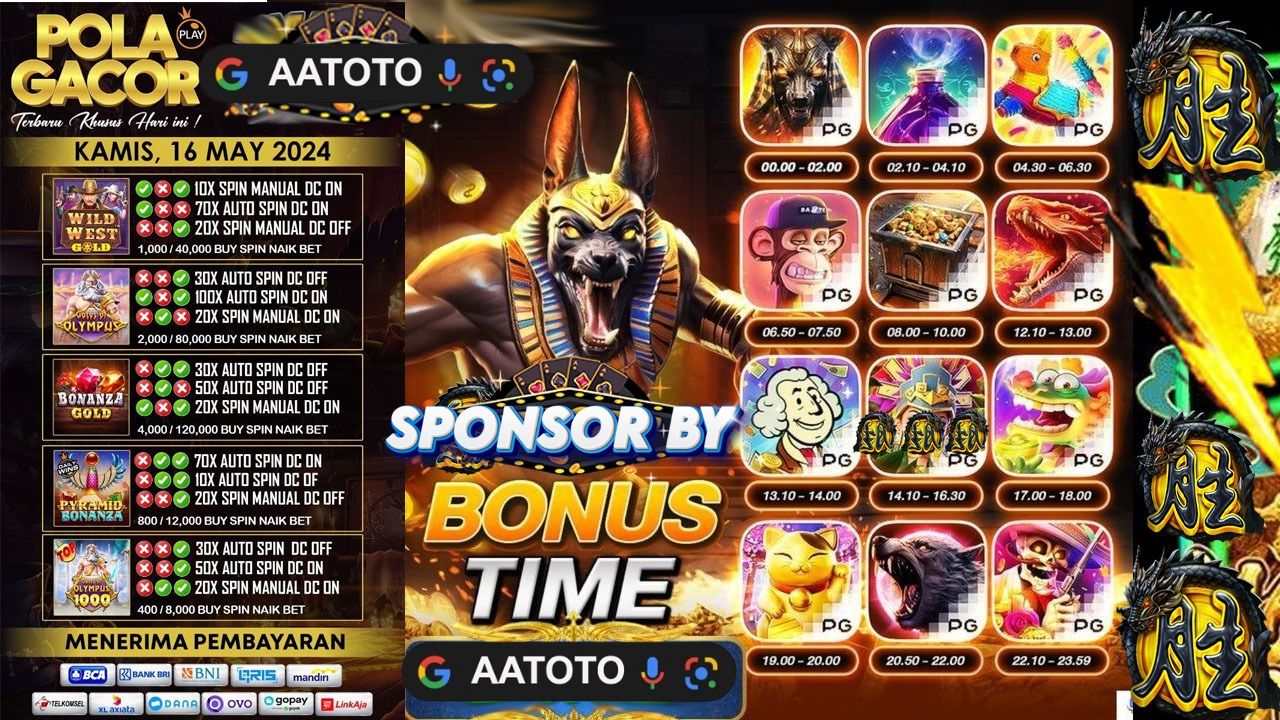 POLA
GACOR
PLAY
Terbaru Khusus Hari ini !
KAMIS, 16 MAY 2024
WILD
WEST
GOLD
10X SPIN MANUAL DC ON
70X AUTO SPIN DC ON
20X SPIN MANUAL DC OFF
1,000 / 40,000 BUY SPIN NAIK BET
Gates of
OLYMPUS
30X AUTO SPIN DC OFF
100X AUTO SPIN DC ON
20X SPIN MANUAL DC ON
2,000 / 80,000 BUY SPIN NAIK BET
BONANZA
GOLD
30X AUTO SPIN DC OFF
50X AUTO SPIN DC OFF
20X SPIN MANUAL DC ON
4,000 / 120,000 BUY SPIN NAIK BET
DAILY
WINS
PYRAMID
BONANZA
70X AUTO SPIN DC ON
10X AUTO SPIN DC OF
20X SPIN MANUAL DC OFF
800 / 12,000 BUY SPIN NAIK BET
TOP
OLYMPUS
1000
30X AUTO SPIN DC OFF
50X AUTO SPIN DC ON
20X SPIN MANUAL DC ON
400 / 8,000 BUY SPIN NAIK BET
MENERIMA PEMBAYARAN
BCA
BANK BRI
BNI
QRIS
mandiri
TELKOMSEL
XL axiata
DANA
OVO
gopay
LinkAja
G AATOTO
SPONSOR BY
BONUS
TIME
G AATOTO
PG PG PG
00.00 – 02.00 02.10 – 04.10 04.30 – 06.30
PG PG PG
06.50 – 07.50 08.00 – 10.00 12.10 – 13.00
PG PG PG
13.10 – 14.00 14.10 – 16.30 17.00 – 18.00
PG PG PG
19.00 – 20.00 20.50 – 22.00 22.10 – 23.59
胜
胜
胜